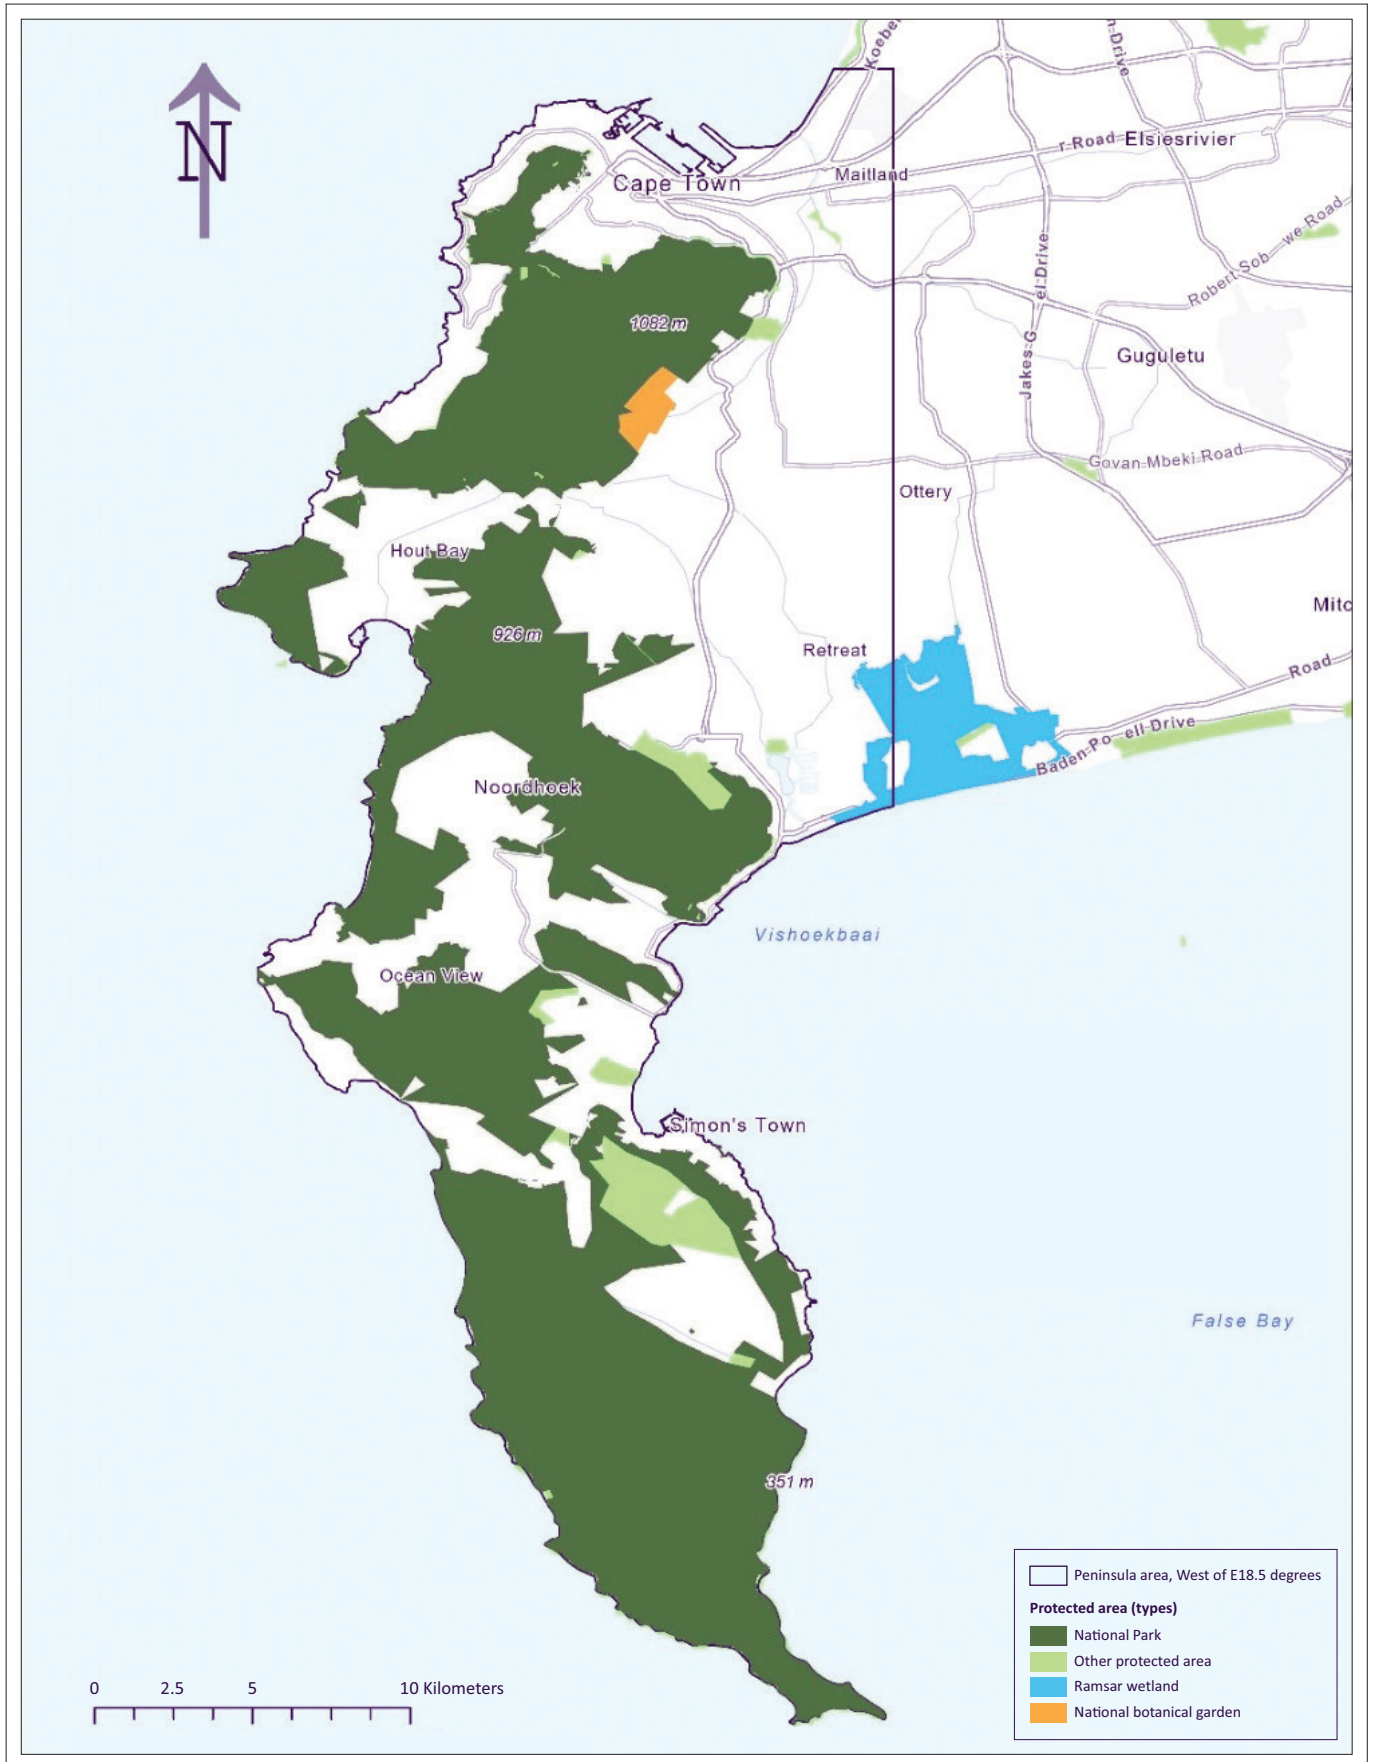 Koeber
n-Drive
N
r-Road Elsiesrivier
Cape Town
Maitland
we-Road
Robert Sob
el-Drive
Jakes-G
1082 m
Guguletu
Govan-Mbeki-Road
Ottery
Hout Bay
Mitc
926 m
Retreat
Road
Baden-Po ell-Drive
Noordhoek
Vishoekbaai
Ocean View
Simon's Town
False Bay
351 m
Peninsula area, West of E18.5 degrees
Protected area (types)
National Park
Other protected area
Ramsar wetland
National botanical garden
0 2.5 5 10 Kilometers